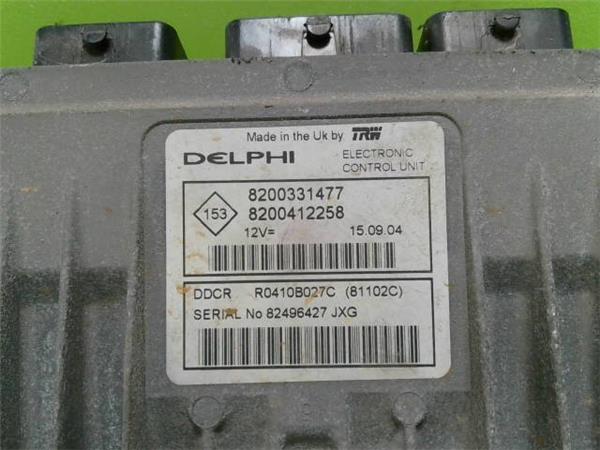 Made in the Uk by TRW
DELPHI ELECTRONIC
CONTROL UNIT
8200331477
153 8200412258
12V= 15.09.04
DDCR R0410B027C (81102C)
SERIAL No 82496427 JXG